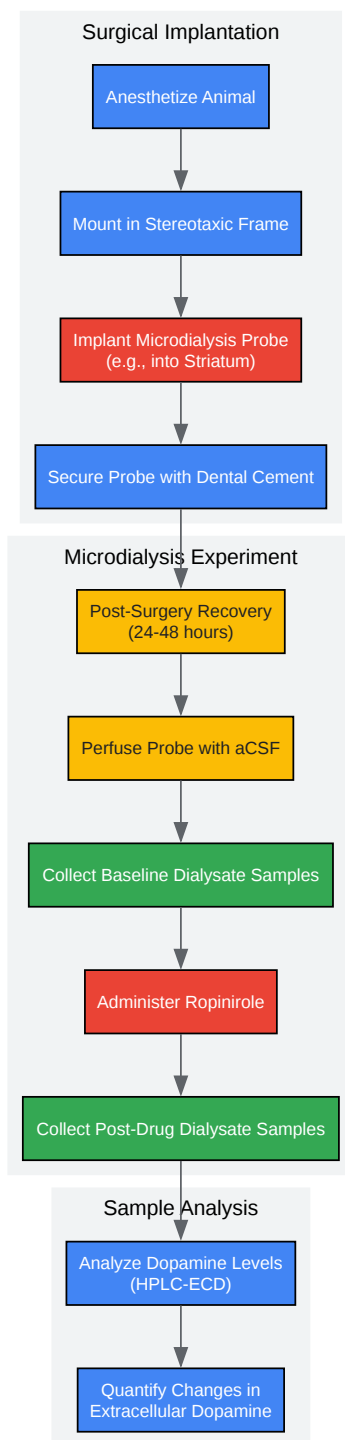 Surgical Implantation
Anesthetize Animal
Mount in Stereotaxic Frame
Implant Microdialysis Probe
(e.g., into Striatum)
Secure Probe with Dental Cement
Microdialysis Experiment
Post-Surgery Recovery
(24-48 hours)
Perfuse Probe with aCSF
Collect Baseline Dialysate Samples
Administer Ropinirole
Collect Post-Drug Dialysate Samples
Sample Analysis
Analyze Dopamine Levels
(HPLC-ECD)
Quantify Changes in
Extracellular Dopamine